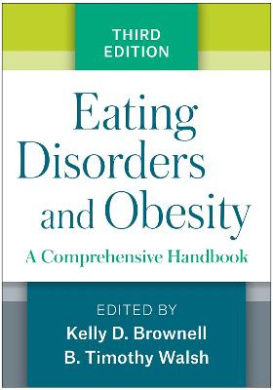 THIRD
EDITION
Eating
Disorders
and Obesity
A Comprehensive Handbook
EDITED BY
Kelly D. Brownell
B. Timothy Walsh